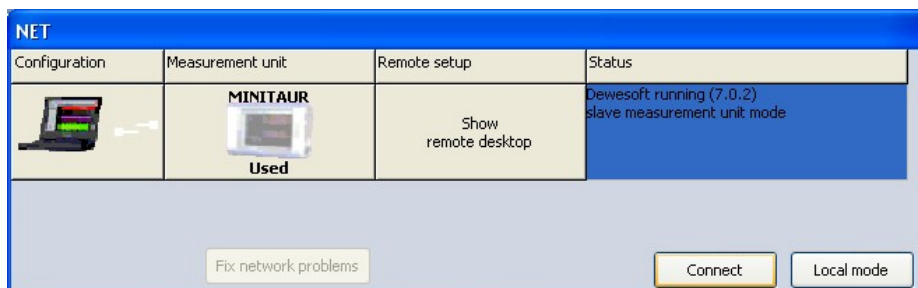 NET
Configuration
Measurement unit
Remote setup
Status
MINITAUR
Used
Show
remote desktop
Dewesoft running (7.0.2)
slave measurement unit mode
Fix network problems
Connect
Local mode